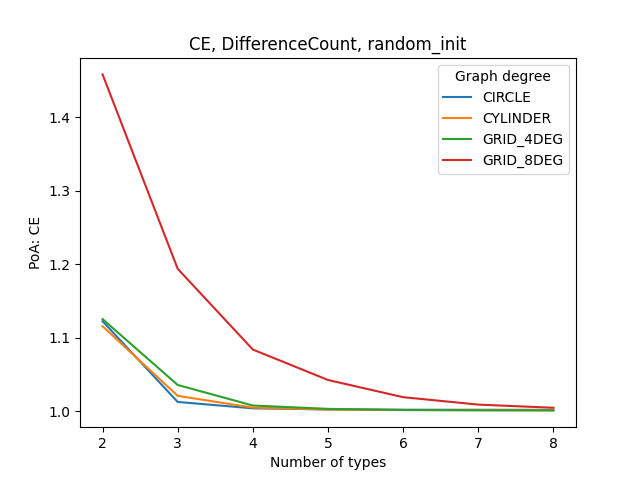 CE, DifferenceCount, random_init
Graph degree
CIRCLE
CYLINDER
GRID_4DEG
GRID_8DEG
PoA: CE
1.4
1.3
1.2
1.1
1.0
2 3 4 5 6 7 8
Number of types